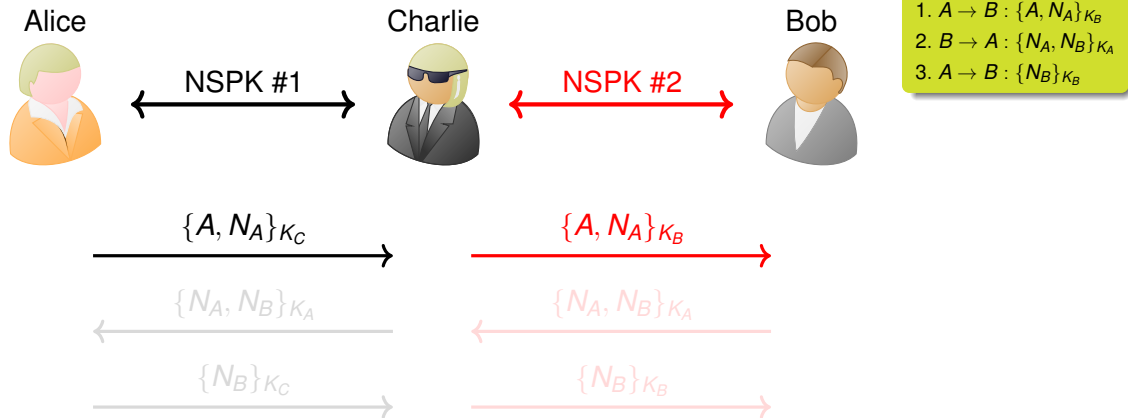 Alice Charlie Bob
1. A → B : {A, N_A}_{K_B}
2. B → A : {N_A, N_B}_{K_A}
3. A → B : {N_B}_{K_B}
NSPK #1 NSPK #2
{A, N_A}_{K_C} {A, N_A}_{K_B}
{N_A, N_B}_{K_A} {N_A, N_B}_{K_A}
{N_B}_{K_C} {N_B}_{K_B}